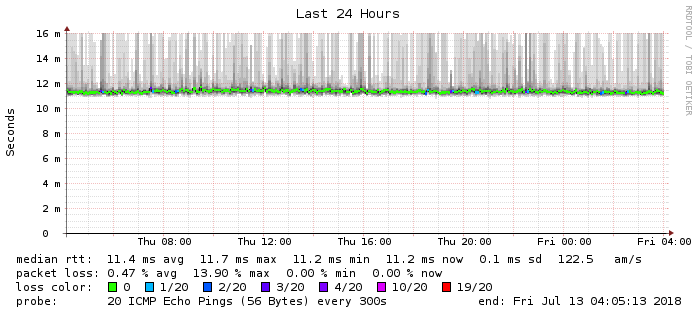 Last 24 Hours
RRDTOOL / TOBI OETIKER
Seconds
16 m
14 m
12 m
10 m
8 m
6 m
4 m
2 m
0
Thu 08:00 Thu 12:00 Thu 16:00 Thu 20:00 Fri 00:00 Fri 04:00
median rtt: 11.4 ms avg 11.7 ms max 11.2 ms min 11.2 ms now 0.1 ms sd 122.5 am/s
packet loss: 0.47 % avg 13.90 % max 0.00 % min 0.00 % now
loss color: 0 1/20 2/20 3/20 4/20 10/20 19/20
probe: 20 ICMP Echo Pings (56 Bytes) every 300s end: Fri Jul 13 04:05:13 2018